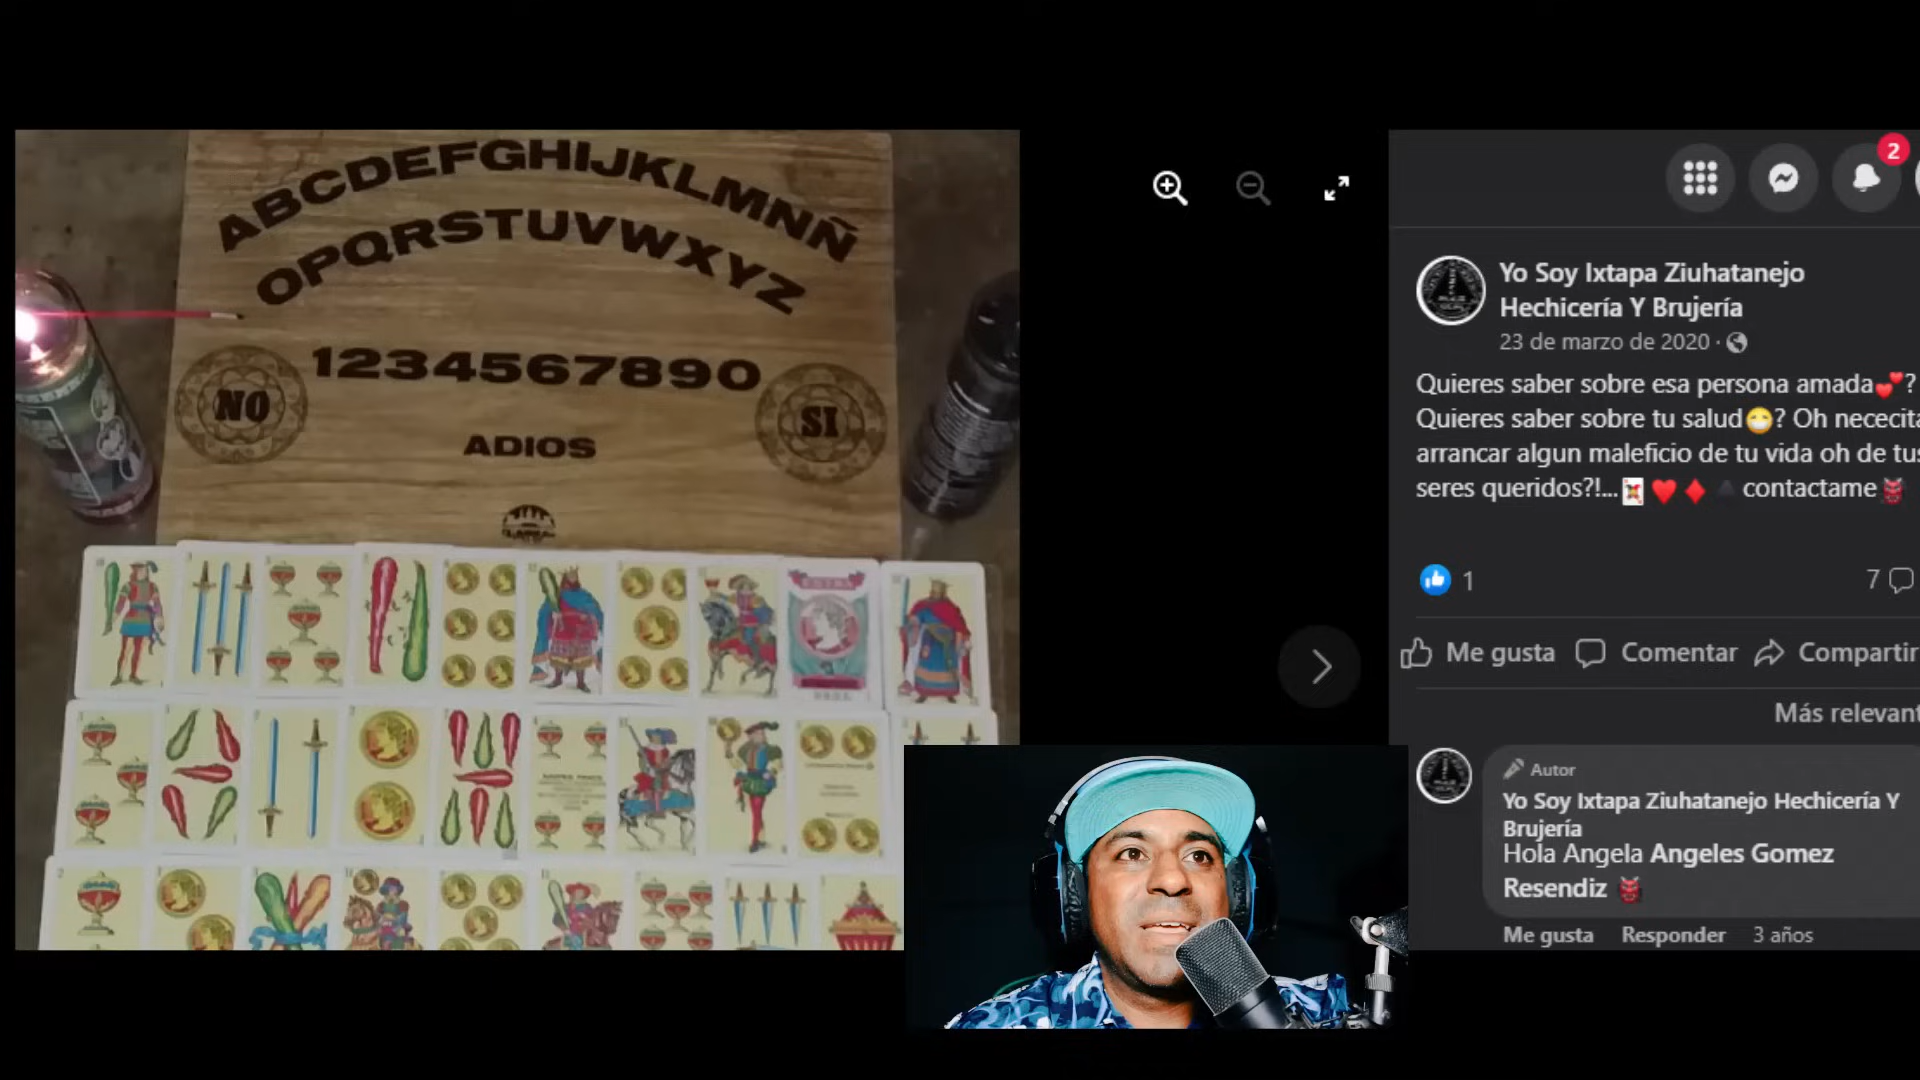 ABCDEFGHIJKLMNÑ
OPQRSTUVWXYZ
1234567890
NO
SI
ADIOS
EXTRA
2
Yo Soy Ixtapa Ziuhatanejo
Hechicería Y Brujería
23 de marzo de 2020 ·
Quieres saber sobre esa persona amada💕?
Quieres saber sobre tu salud😷? Oh nececita
arrancar algun maleficio de tu vida oh de tus
seres queridos?!...🃏♥️♦️♠️contactame👹
1
7
Me gusta
Comentar
Compartir
Más relevant
Autor
Yo Soy Ixtapa Ziuhatanejo Hechicería Y
Brujería
Hola Angela Angeles Gomez
Resendiz 👹
Me gusta Responder 3 años